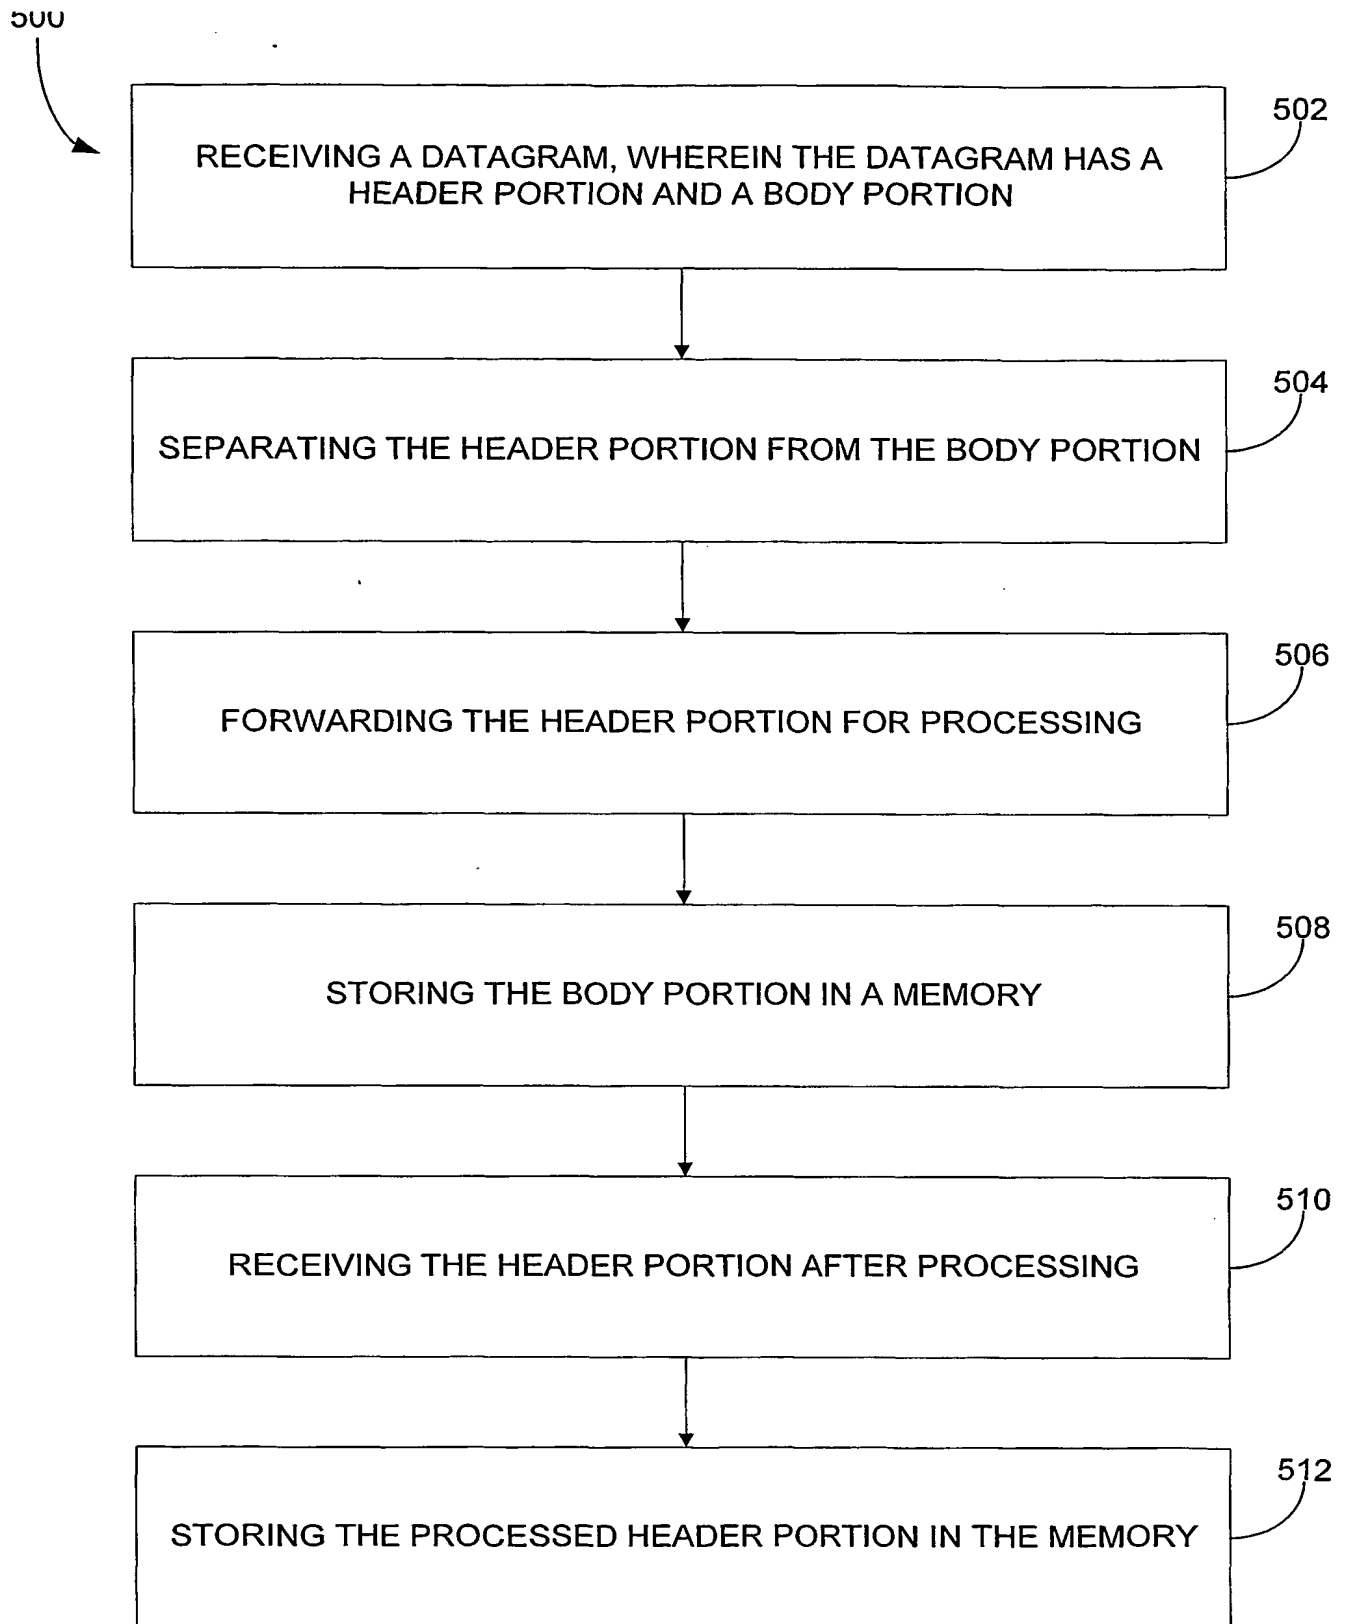 500
502
RECEIVING A DATAGRAM, WHEREIN THE DATAGRAM HAS A
HEADER PORTION AND A BODY PORTION
504
SEPARATING THE HEADER PORTION FROM THE BODY PORTION
506
FORWARDING THE HEADER PORTION FOR PROCESSING
508
STORING THE BODY PORTION IN A MEMORY
510
RECEIVING THE HEADER PORTION AFTER PROCESSING
512
STORING THE PROCESSED HEADER PORTION IN THE MEMORY